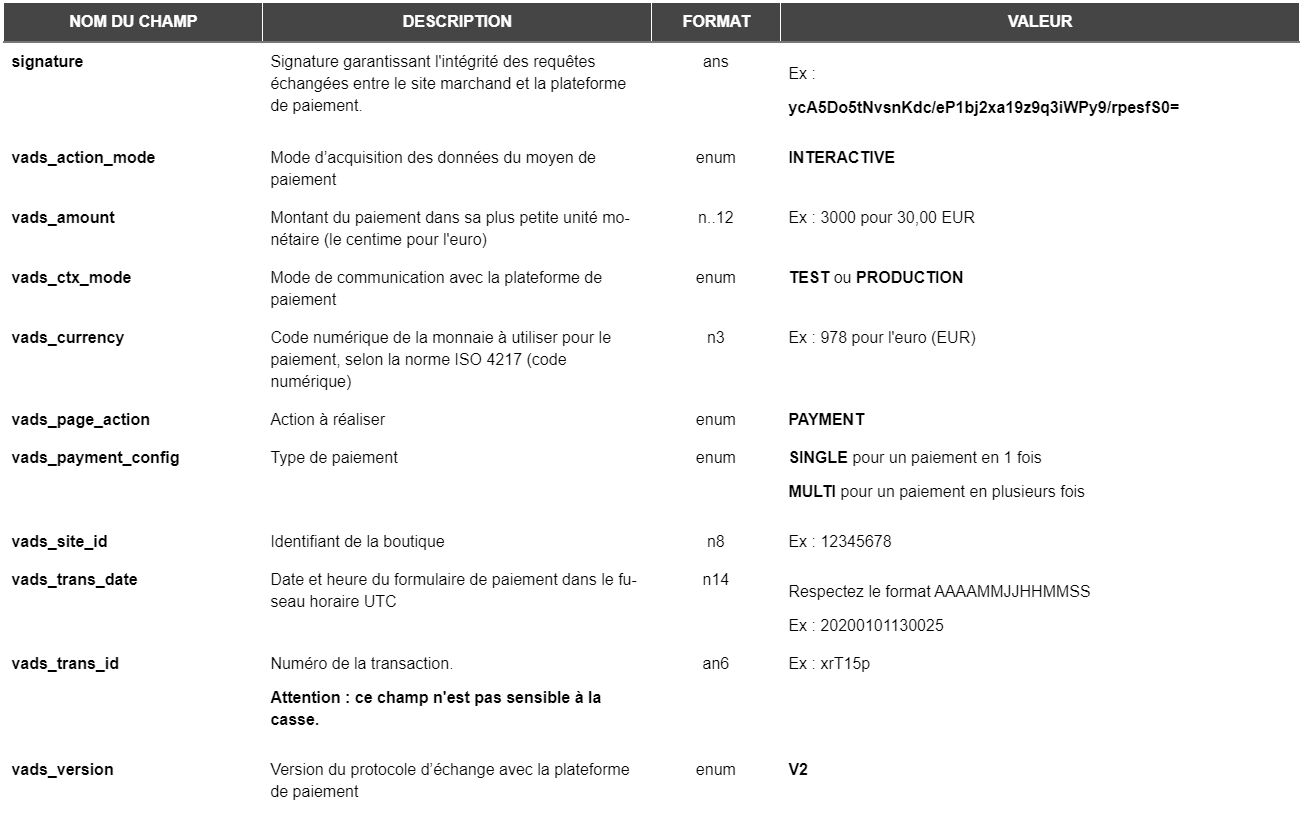 NOM DU CHAMP DESCRIPTION FORMAT VALEUR
signature Signature garantissant l'intégrité des requêtes ans Ex :
échangées entre le site marchand et la plateforme
de paiement. ycA5Do5tNvsnKdc/eP1bj2xa19z9q3iWPy9/rpesfS0=
vads_action_mode Mode d’acquisition des données du moyen de enum INTERACTIVE
paiement
vads_amount Montant du paiement dans sa plus petite unité mo- n..12 Ex : 3000 pour 30,00 EUR
nétaire (le centime pour l'euro)
vads_ctx_mode Mode de communication avec la plateforme de enum TEST ou PRODUCTION
paiement
vads_currency Code numérique de la monnaie à utiliser pour le n3 Ex : 978 pour l'euro (EUR)
paiement, selon la norme ISO 4217 (code
numérique)
vads_page_action Action à réaliser enum PAYMENT
vads_payment_config Type de paiement enum SINGLE pour un paiement en 1 fois
MULTI pour un paiement en plusieurs fois
vads_site_id Identifiant de la boutique n8 Ex : 12345678
vads_trans_date Date et heure du formulaire de paiement dans le fu- n14 Respectez le format AAAAMMJJHHMMSS
seau horaire UTC
Ex : 20200101130025
vads_trans_id Numéro de la transaction. an6 Ex : xrT15p
Attention : ce champ n'est pas sensible à la
casse.
vads_version Version du protocole d’échange avec la plateforme enum V2
de paiement